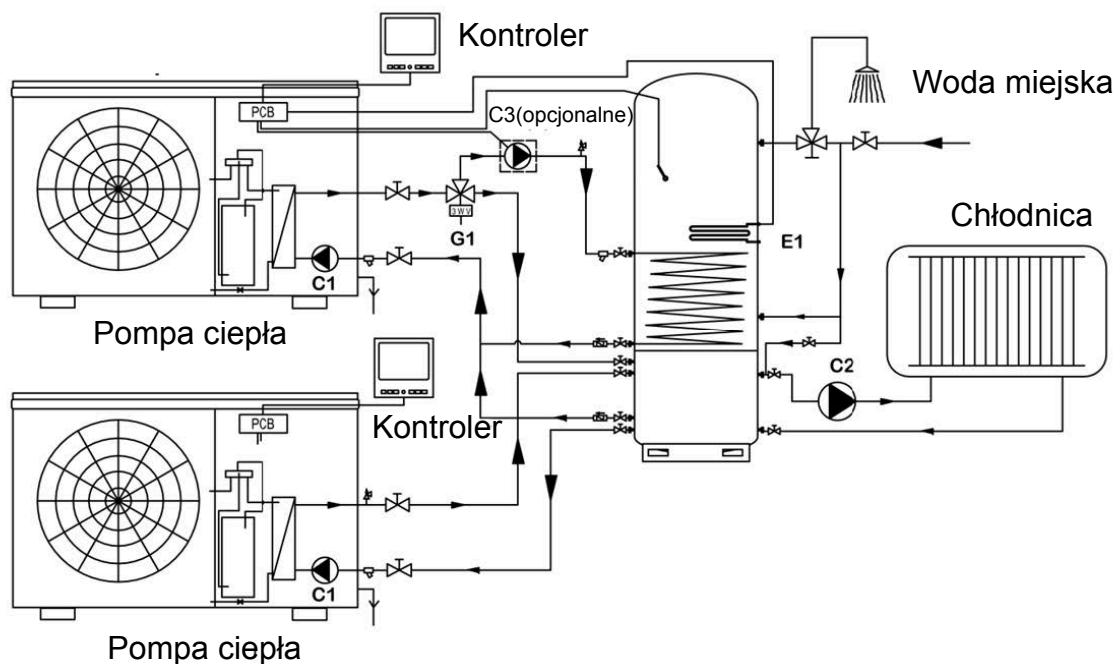 Kontroler
Woda miejska
PCB
C3(opcjonalne)
3WV
G1
E1
Chłodnica
C1
Pompa ciepła
C2
PCB
Kontroler
C1
Pompa ciepła